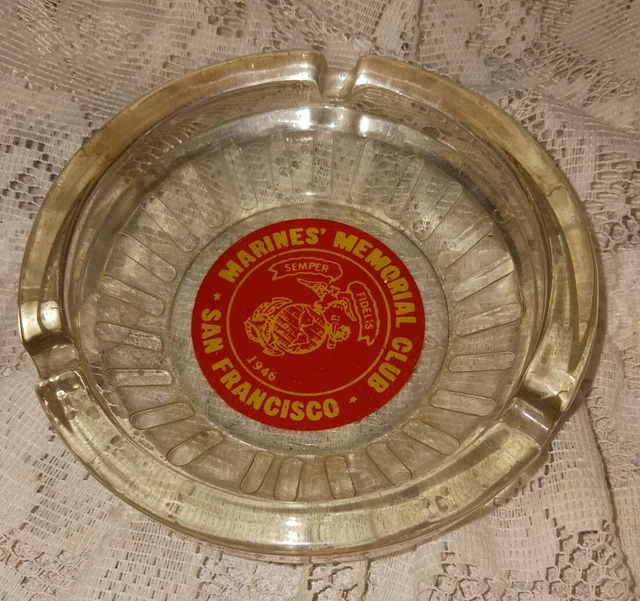 MARINES' MEMORIAL CLUB
SEMPER
FIDELIS
1946
SAN FRANCISCO